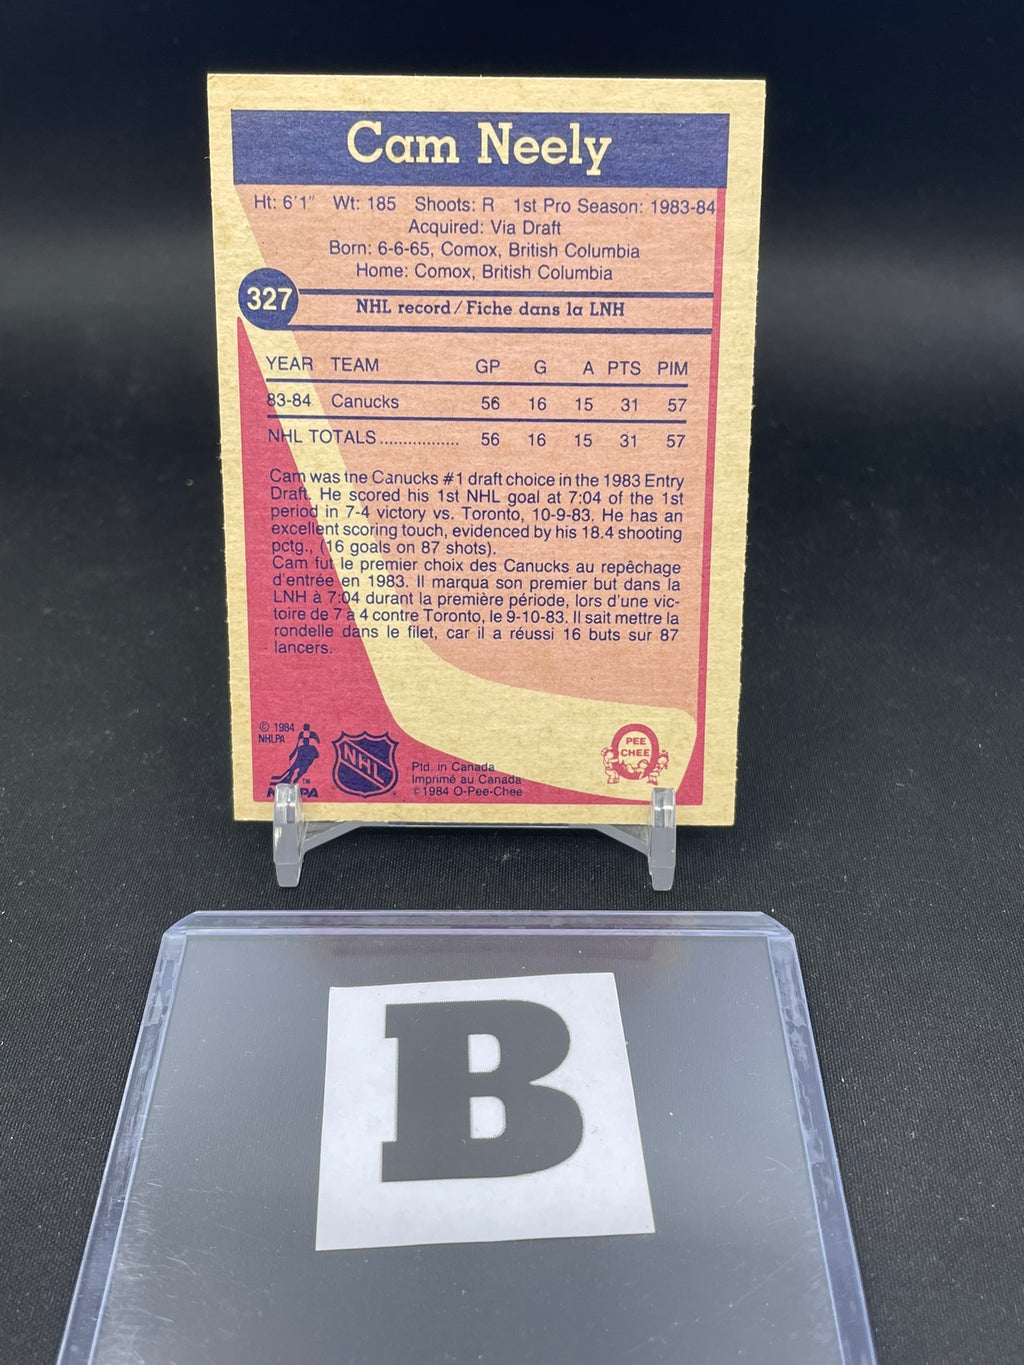 Cam Neely
Ht: 6'1" Wt: 185 Shoots: R 1st Pro Season: 1983-84
Acquired: Via Draft
Born: 6-6-65, Comox, British Columbia
Home: Comox, British Columbia
327
NHL record/Fiche dans la LNH
YEAR TEAM GP G A PTS PIM
83-84 Canucks 56 16 15 31 57
NHL TOTALS................. 56 16 15 31 57
Cam was the Canucks #1 draft choice in the 1983 Entry
Draft. He scored his 1st NHL goal at 7:04 of the 1st
period in 7-4 victory vs. Toronto, 10-9-83. He has an
excellent scoring touch, evidenced by his 18.4 shooting
pctg., (16 goals on 87 shots).
Cam fut le premier choix des Canucks au repêchage
d'entrée en 1983. Il marqua son premier but dans la
LNH à 7:04 durant la première période, lors d'une vic-
toire de 7 à 4 contre Toronto, le 9-10-83. Il sait mettre la
rondelle dans le filet, car il a réussi 16 buts sur 87
lancers.
© 1984
NHLPA
TM
NHLPA
NHL
Ptd. in Canada
Imprimé au Canada
© 1984 O-Pee-Chee
PEE
CHEE
B